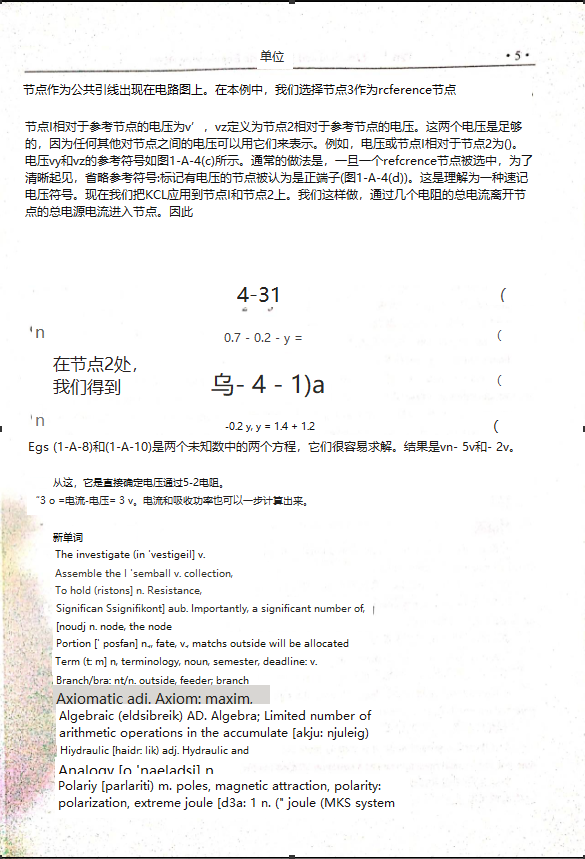 单位
·5·
节点作为公共引线出现在电路图上。在本例中，我们选择节点3作为rcference节点
节点I相对于参考节点的电压为v'，vz定义为节点2相对于参考节点的电压。这两个电压是足够
的，因为任何其他对节点之间的电压可以用它们来表示。例如，电压或节点I相对于节点2为()。
电压vy和vz的参考符号如图1-A-4(c)所示。通常的做法是，一旦一个refcrence节点被选中，为了
清晰起见，省略参考符号:标记有电压的节点被认为是正端子(图1-A-4(d))。这是理解为一种速记
电压符号。现在我们把KCL应用到节点I和节点2上。我们这样做，通过几个电阻的总电流离开节
点的总电源电流进入节点。因此
4-31 (
'n 0.7 - 0.2 - y = (
在节点2处，
我们得到 乌- 4 - 1)a (
'n
-0.2 y, y = 1.4 + 1.2 (
Egs (1-A-8)和(1-A-10)是两个未知数中的两个方程，它们很容易求解。结果是vn- 5v和- 2v。
从这，它是直接确定电压通过5-2电阻。
"3 o =电流-电压= 3 v。电流和吸收功率也可以一步计算出来。
新单词
The investigate (in 'vestigeil] v.
Assemble the I 'semball v. collection,
To hold (ristons] n. Resistance,
Significan Ssignifikont] aub. Importantly, a significant number of,
[noudj n. node, the node
Portion [' posfan] n., fate, v., matchs outside will be allocated
Term (t: m] n, terminology, noun, semester, deadline: v.
Branch/bra: nt/n. outside, feeder; branch
Axiomatic adi. Axiom: maxim.
Algebraic (eldsibreik) AD. Algebra; Limited number of
arithmetic operations in the accumulate [akju: njuleig)
Hiydraulic [haidr: lik) adj. Hydraulic and
Analogy [o 'naeladsi] n
Polariy [parlariti) m. poles, magnetic attraction, polarity:
polarization, extreme joule [d3a: 1 n. (" joule (MKS system